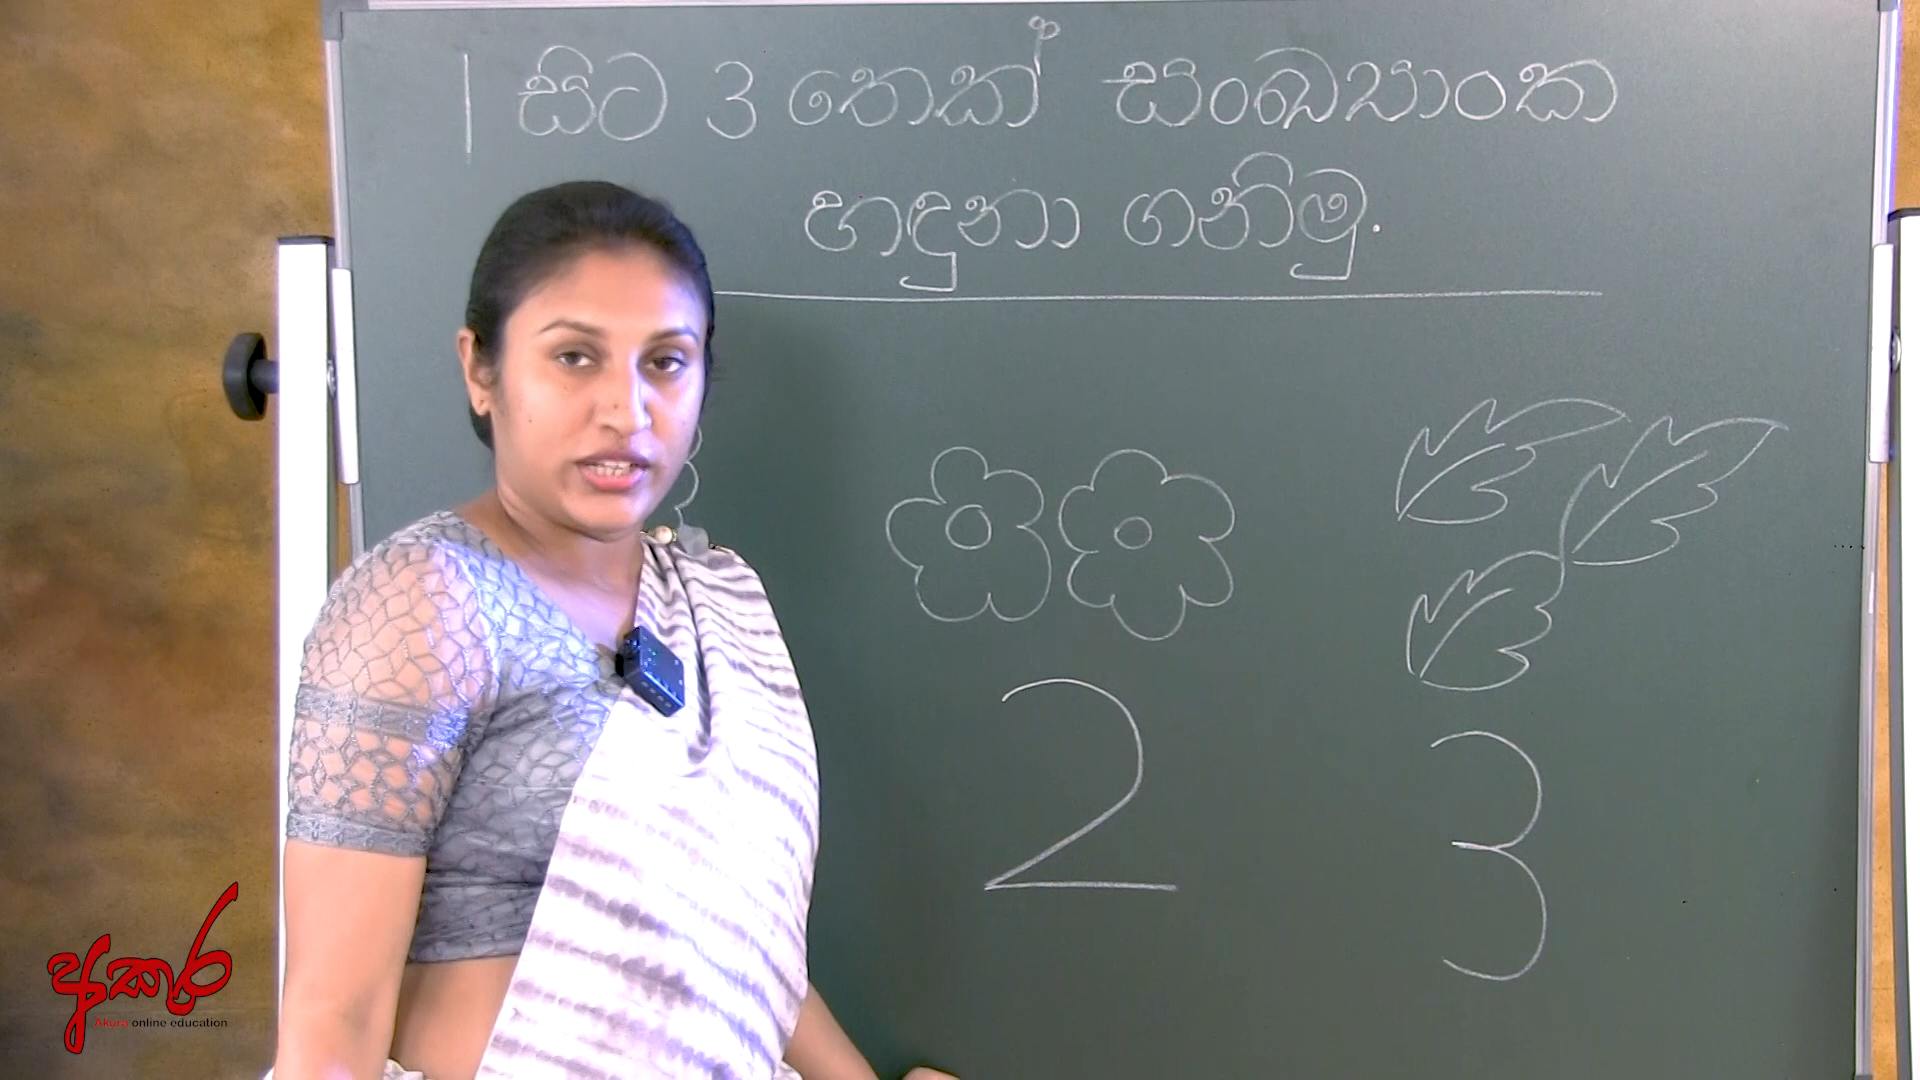 1 සිට 3 තෙක් සංඛ්‍යාංක
හඳුනා ගනිමු.
2
3
අකුර
Akura online education